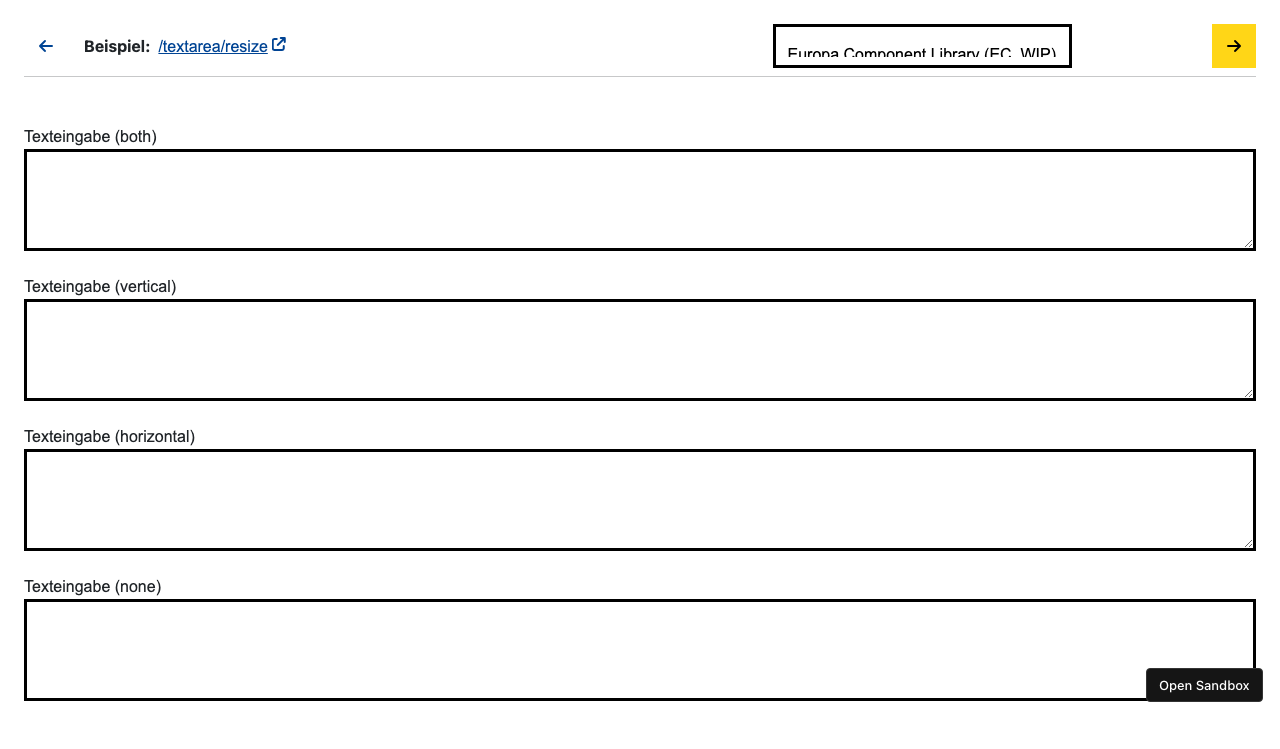 Beispiel: /textarea/resize
Europa Component Library (EC, WIP)
Texteingabe (both)
Texteingabe (vertical)
Texteingabe (horizontal)
Texteingabe (none)
Open Sandbox